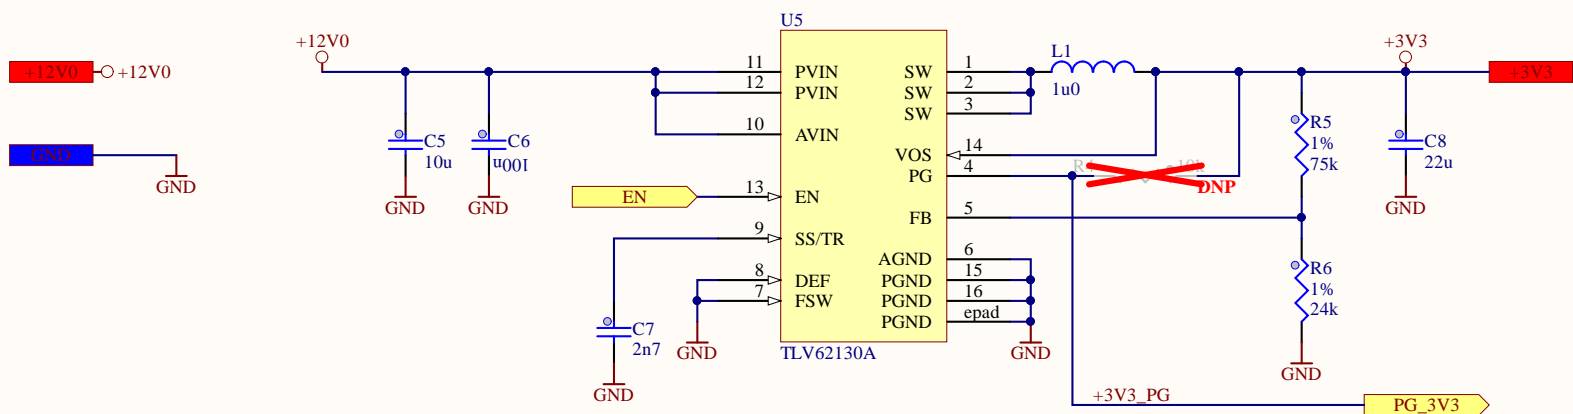 U5
+12V0
+3V3
+12V0
+12V0
+3V3
11
PVIN
SW
1
L1
12
PVIN
SW
2
1u0
SW
3
10
AVIN
C5
10u
C6
100u
R5
1%
75k
C8
22u
VOS
14
PG
4
10k
DNP
GND
GND
GND
GND
GND
EN
13
EN
FB
5
9
SS/TR
AGND
6
8
DEF
PGND
15
7
FSW
PGND
16
PGND
epad
R6
1%
24k
C7
2n7
GND
TLV62130A
GND
GND
GND
+3V3_PG
PG_3V3